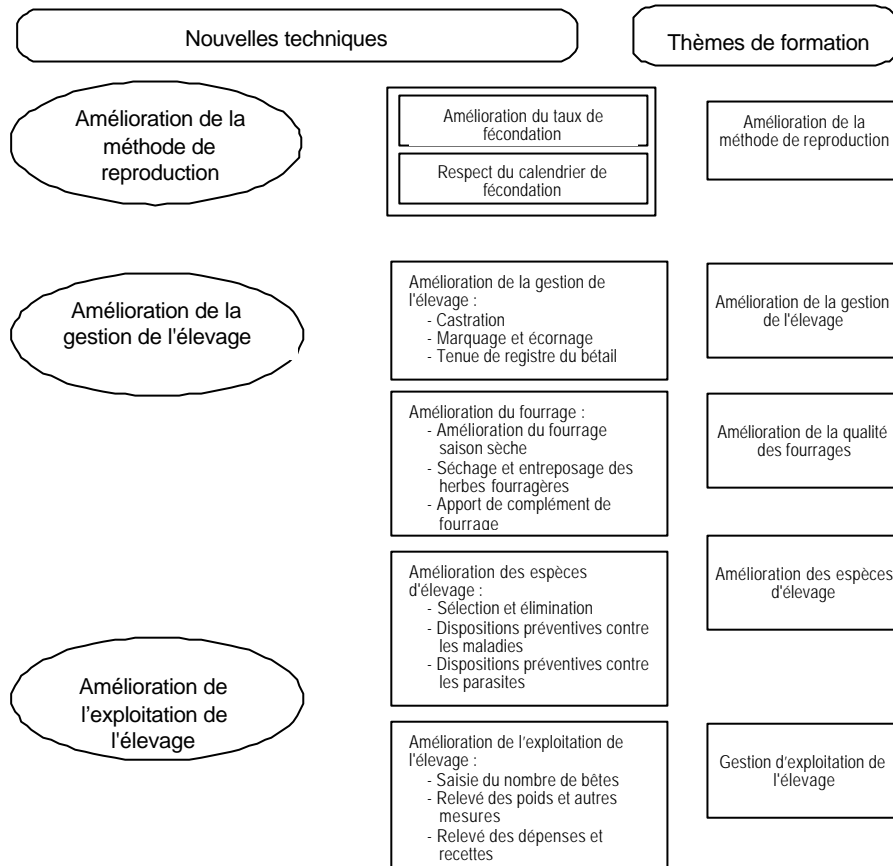 Nouvelles techniques
Thèmes de formation
Amélioration de la
méthode de
reproduction
Amélioration du taux de
fécondation
Respect du calendrier de
fécondation
Amélioration de la
méthode de reproduction
Amélioration de la
gestion de l'élevage
Amélioration de la gestion de
l'élevage :
- Castration
- Marquage et écornage
- Tenue de registre du bétail
Amélioration de la gestion
de l'élevage
Amélioration du fourrage :
- Amélioration du fourrage
saison sèche
- Séchage et entreposage des
herbes fourragères
- Apport de complément de
fourrage
Amélioration de la qualité
des fourrages
Amélioration des espèces
d'élevage :
- Sélection et élimination
- Dispositions préventives contre
les maladies
- Dispositions préventives contre
les parasites
Amélioration des espèces
d'élevage
Amélioration de
l’exploitation de
l'élevage
Amélioration de l’exploitation de
l'élevage :
- Saisie du nombre de bêtes
- Relevé des poids et autres
mesures
- Relevé des dépenses et
recettes
Gestion d’exploitation de
l'élevage